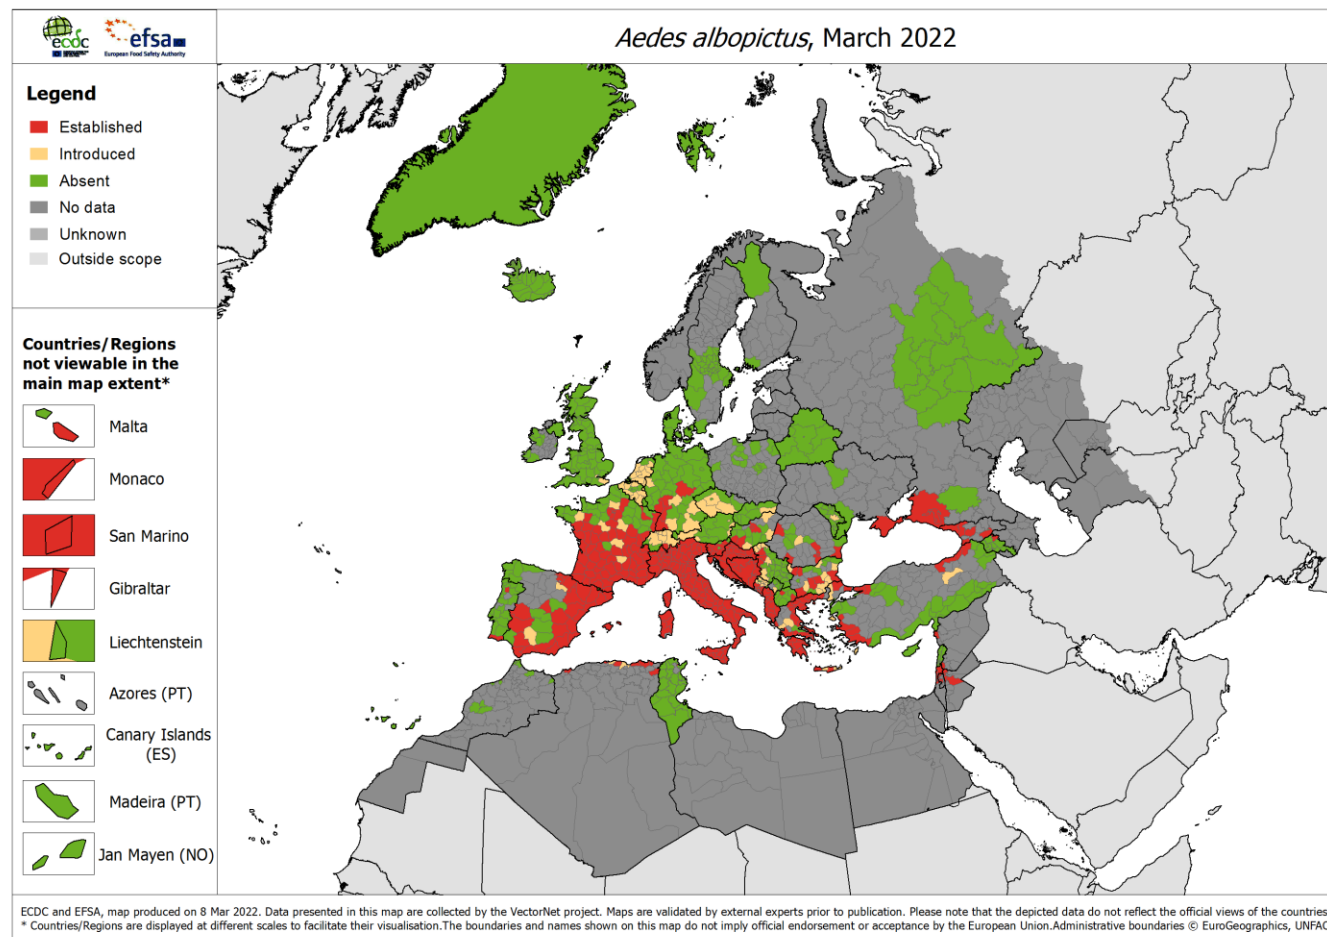 ecdc
efsa
European Food Safety Authority
Aedes albopictus, March 2022
Legend
Established
Introduced
Absent
No data
Unknown
Outside scope
Countries/Regions
not viewable in the
main map extent*
Malta
Monaco
San Marino
Gibraltar
Liechtenstein
Azores (PT)
Canary Islands
(ES)
Madeira (PT)
Jan Mayen (NO)
ECDC and EFSA, map produced on 8 Mar 2022. Data presented in this map are collected by the VectorNet project. Maps are validated by external experts prior to publication. Please note that the depicted data do not reflect the official views of the countries
* Countries/Regions are displayed at different scales to facilitate their visualisation.The boundaries and names shown on this map do not imply official endorsement or acceptance by the European Union.Administrative boundaries © EuroGeographics, UNFAO